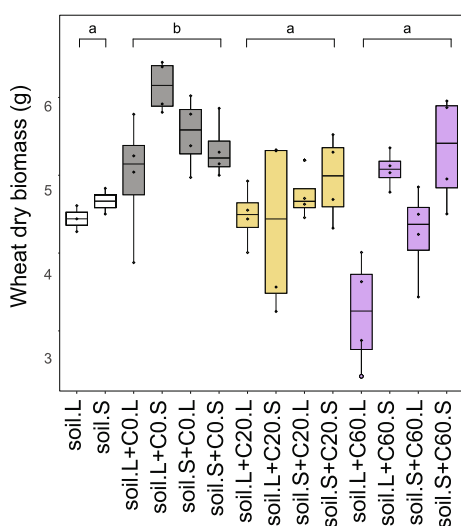 a b a a
Wheat dry biomass (g)
6
5
4
3
soil.L
soil.S
soil.L+C0.L
soil.L+C0.S
soil.S+C0.L
soil.S+C0.S
soil.L+C20.L
soil.L+C20.S
soil.S+C20.L
soil.S+C20.S
soil.L+C60.L
soil.L+C60.S
soil.S+C60.L
soil.S+C60.S